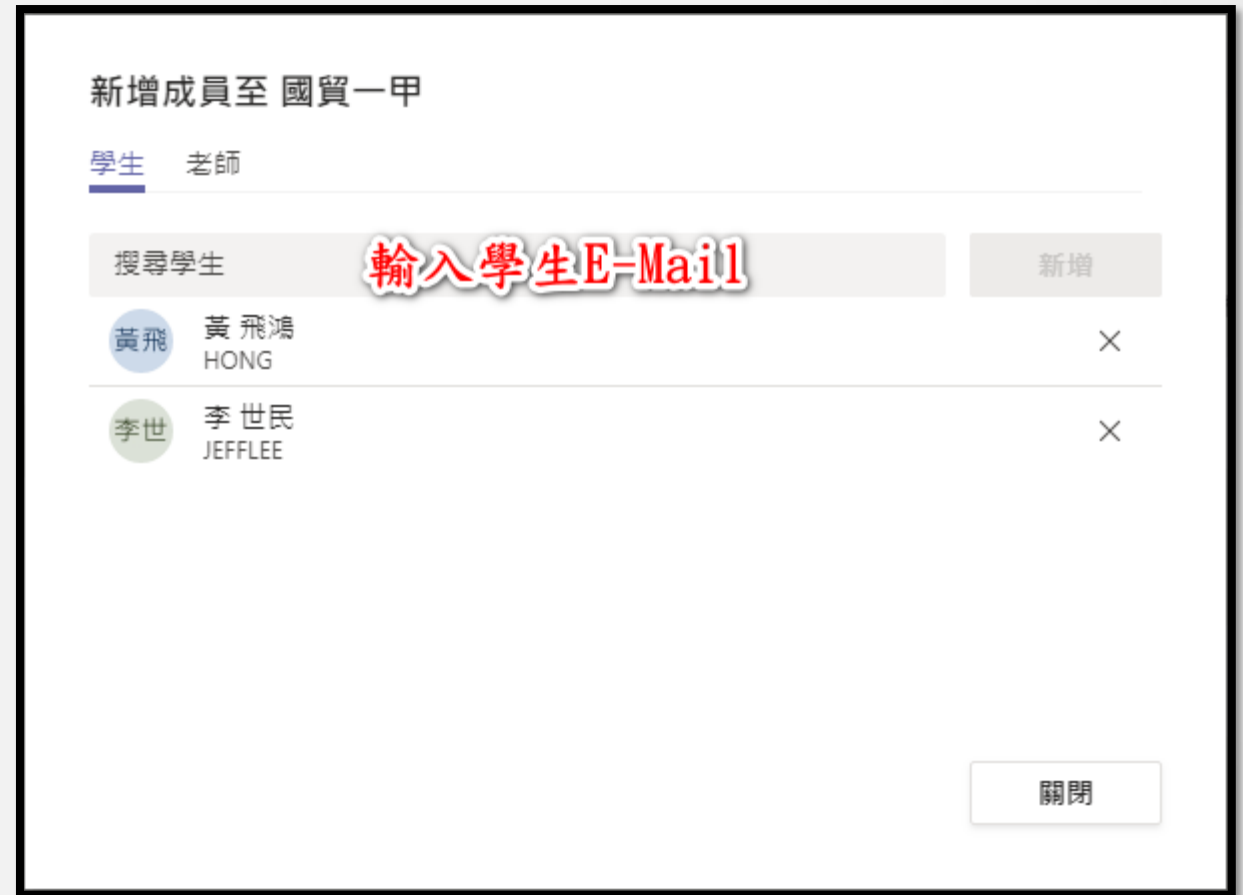 新增成員至 國貿一甲
學生 老師
搜尋學生 輸入學生E-Mail 新增
黃飛 黃 飛鴻
HONG
李世 李 世民
JEFFLEE
關閉